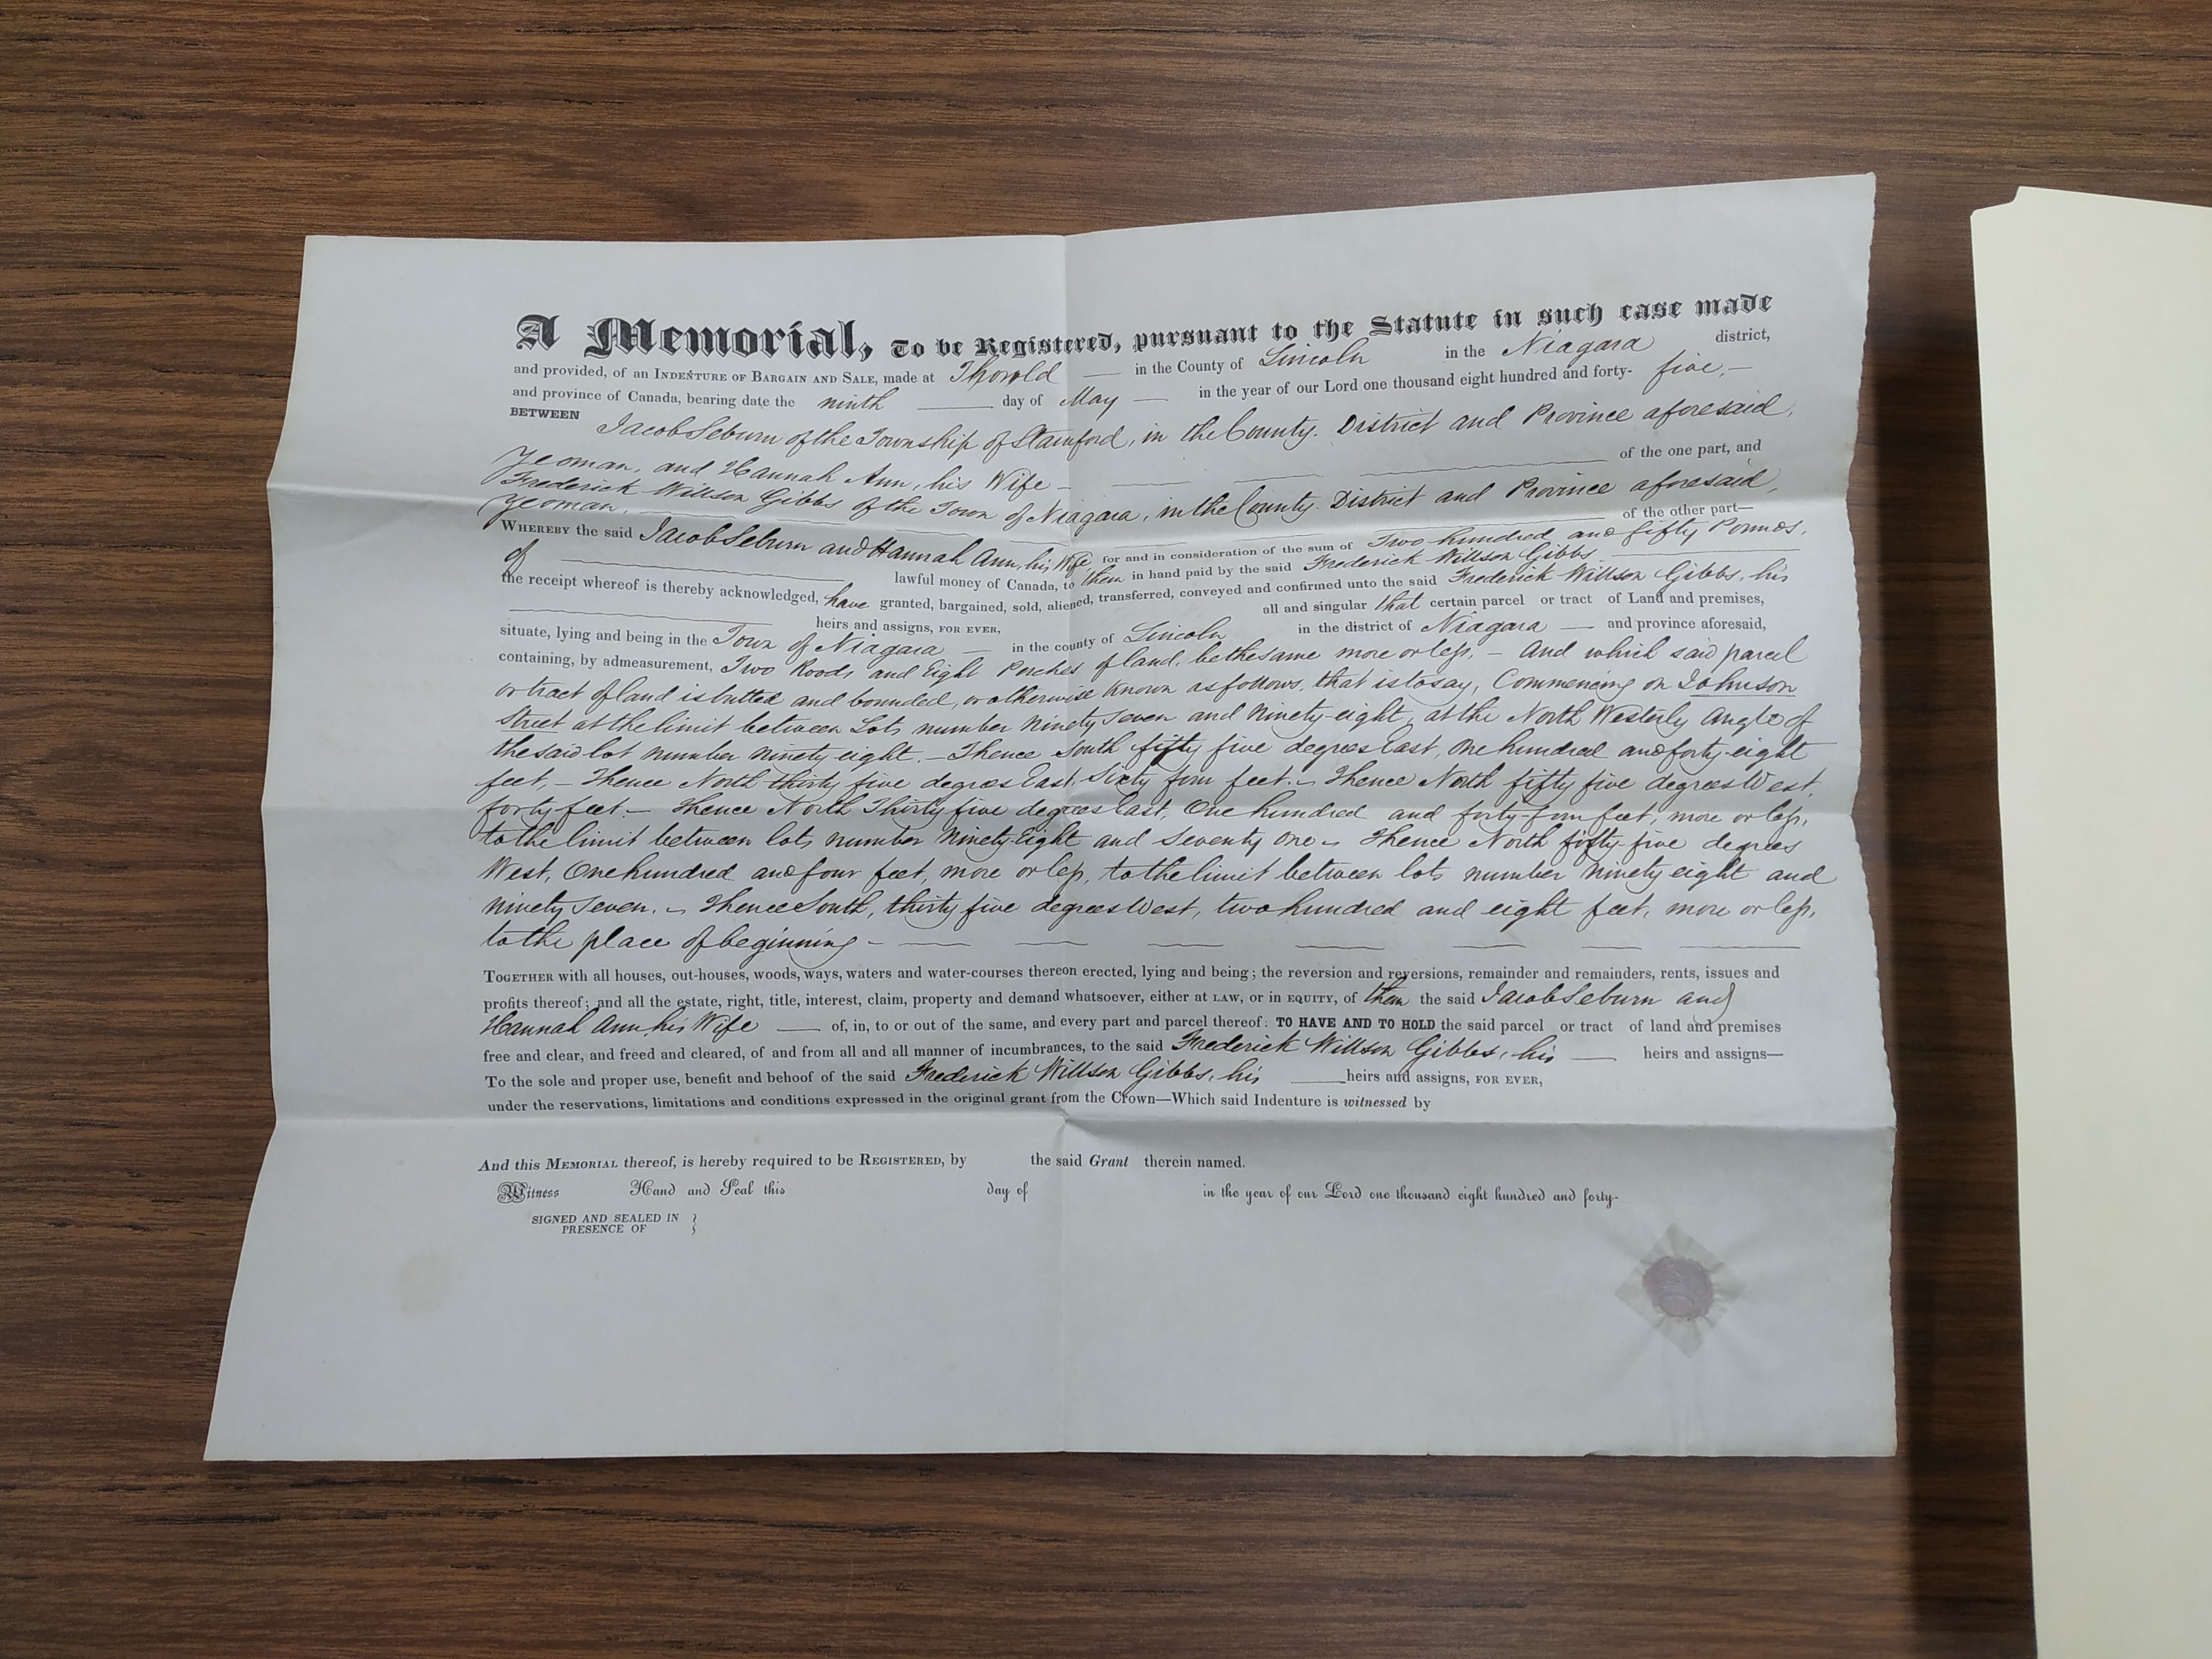 A Memorial, To be Registered, pursuant to the Statute in such case made
and provided, of an INDENTURE OF BARGAIN AND SALE, made at Thorold in the County of Lincoln in the Niagara district,
and province of Canada, bearing date the ninth day of May in the year of our Lord one thousand eight hundred and forty-five,
BETWEEN
Jacob Seburn of the Township of Stamford, in the County, District and Province aforesaid,
Yeoman, and Hannah Ann, his Wife of the one part, and
Frederick Willson Gibbs of the Town of Niagara, in the County, District and Province aforesaid,
Yeoman, of the other part—
WHEREBY the said Jacob Seburn and Hannah Ann, his Wife, for and in consideration of the sum of Two hundred and fifty Pounds,
of lawful money of Canada, to them in hand paid by the said Frederick Willson Gibbs,
the receipt whereof is thereby acknowledged, have granted, bargained, sold, aliened, transferred, conveyed and confirmed unto the said Frederick Willson Gibbs, his
heirs and assigns, FOR EVER, all and singular that certain parcel or tract of Land and premises,
situate, lying and being in the Town of Niagara in the county of Lincoln in the district of Niagara and province aforesaid,
containing, by admeasurement, Two Roods and Eight Perches of land, be the same more or less, - and which said parcel
or tract of land is butted and bounded, or otherwise known as follows, that is to say, Commencing on Johnson
street at the limit between Lots number Ninety Seven and Ninety-eight, at the North Westerly Angle of
the said lot number Ninety-eight. - Thence South fifty five degrees East, One hundred and forty-eight
feet, - Thence North thirty five degrees East, Sixty four feet. - Thence North fifty five degrees West,
forty feet. - Thence North Thirty five degrees East, One hundred and forty-four feet, more or less,
to the limit between lots number Ninety-Eight and Seventy One - Thence North fifty-five degrees
West, One hundred and four feet, more or less, to the limit between lots number Ninety eight and
Ninety Seven. - Thence South, thirty five degrees West, two hundred and eight feet, more or less,
to the place of beginning -
TOGETHER with all houses, out-houses, woods, ways, waters and water-courses thereon erected, lying and being; the reversion and reversions, remainder and remainders, rents, issues and
profits thereof; and all the estate, right, title, interest, claim, property and demand whatsoever, either at LAW, or in EQUITY, of them the said Jacob Seburn and
Hannah Ann, his Wife of, in, to or out of the same, and every part and parcel thereof: TO HAVE AND TO HOLD the said parcel or tract of land and premises
free and clear, and freed and cleared, of and from all and all manner of incumbrances, to the said Frederick Willson Gibbs, his heirs and assigns—
To the sole and proper use, benefit and behoof of the said Frederick Willson Gibbs, his heirs and assigns, FOR EVER,
under the reservations, limitations and conditions expressed in the original grant from the Crown—Which said Indenture is witnessed by
And this MEMORIAL thereof, is hereby required to be REGISTERED, by the said Grant therein named.
Witness Hand and Seal this day of in the year of our Lord one thousand eight hundred and forty-
SIGNED AND SEALED IN
PRESENCE OF